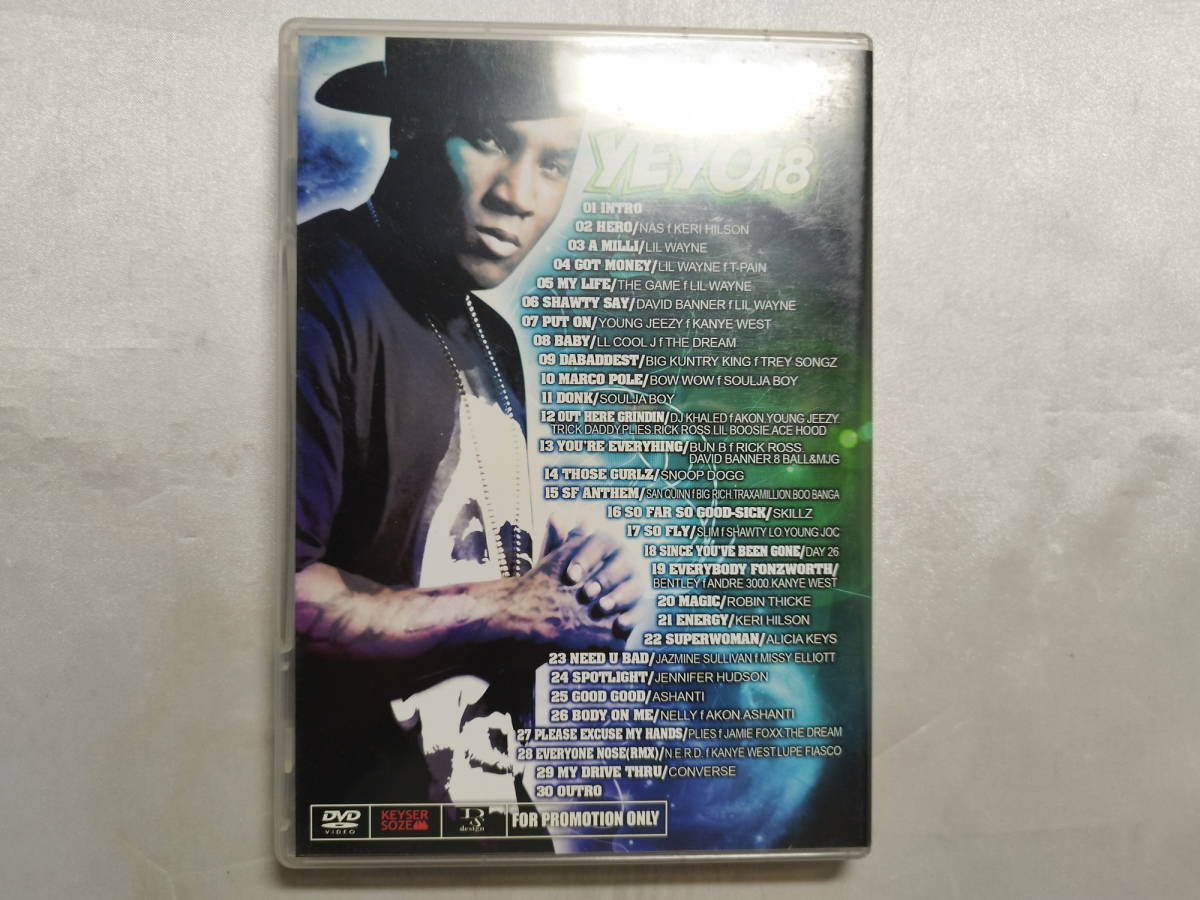 YEYO18
01 INTRO
02 HERO/NAS f KERI HILSON
03 A MILLI/LIL WAYNE
04 GOT MONEY/LIL WAYNE f T-PAIN
05 MY LIFE/THE GAME f LIL WAYNE
06 SHAWTY SAY/DAVID BANNER f LIL WAYNE
07 PUT ON/YOUNG JEEZY f KANYE WEST
08 BABY/LL COOL J f THE DREAM
09 DABADDEST/BIG KUNTRY KING f TREY SONGZ
10 MARCO POLE/BOW WOW f SOULJA BOY
11 DONK/SOULJA BOY
12 OUT HERE GRINDIN/DJ KHALED f AKON.YOUNG JEEZY.
TRICK DADDY.PLIES.RICK ROSS.LIL BOOSIE.ACE HOOD
13 YOU'RE EVERYHING/BUN B f RICK ROSS.
DAVID BANNER.8 BALL&MJG
14 THOSE GURLZ/SNOOP DOGG
15 SF ANTHEM/SAN QUINN f BIG RICH.TRAXAMILLION.BOO BANGA
16 SO FAR SO GOOD-SICK/SKILLZ
17 SO FLY/SLIM f SHAWTY LO.YOUNG JOC
18 SINCE YOU'VE BEEN GONE/DAY 26
19 EVERYBODY FONZWORTH/
BENTLEY f ANDRE 3000.KANYE WEST
20 MAGIC/ROBIN THICKE
21 ENERGY/KERI HILSON
22 SUPERWOMAN/ALICIA KEYS
23 NEED U BAD/JAZMINE SULLIVAN f MISSY ELLIOTT
24 SPOTLIGHT/JENNIFER HUDSON
25 GOOD GOOD/ASHANTI
26 BODY ON ME/NELLY f AKON.ASHANTI
27 PLEASE EXCUSE MY HANDS/PLIES f JAMIE FOXX.THE DREAM
28 EVERYONE NOSE(RMX)/N.E.R.D. f KANYE WEST.LUPE FIASCO
29 MY DRIVE THRU/CONVERSE
30 OUTRO
DVD
VIDEO
KEYSER
SOZE
design
FOR PROMOTION ONLY